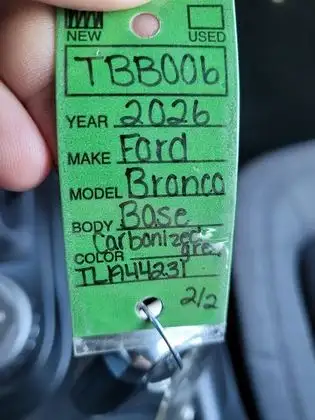 NEW USED
TBB006
YEAR 2026
MAKE Ford
MODEL Bronco
BODY Base
COLOR Carbonized grey
TLA44231
2/2